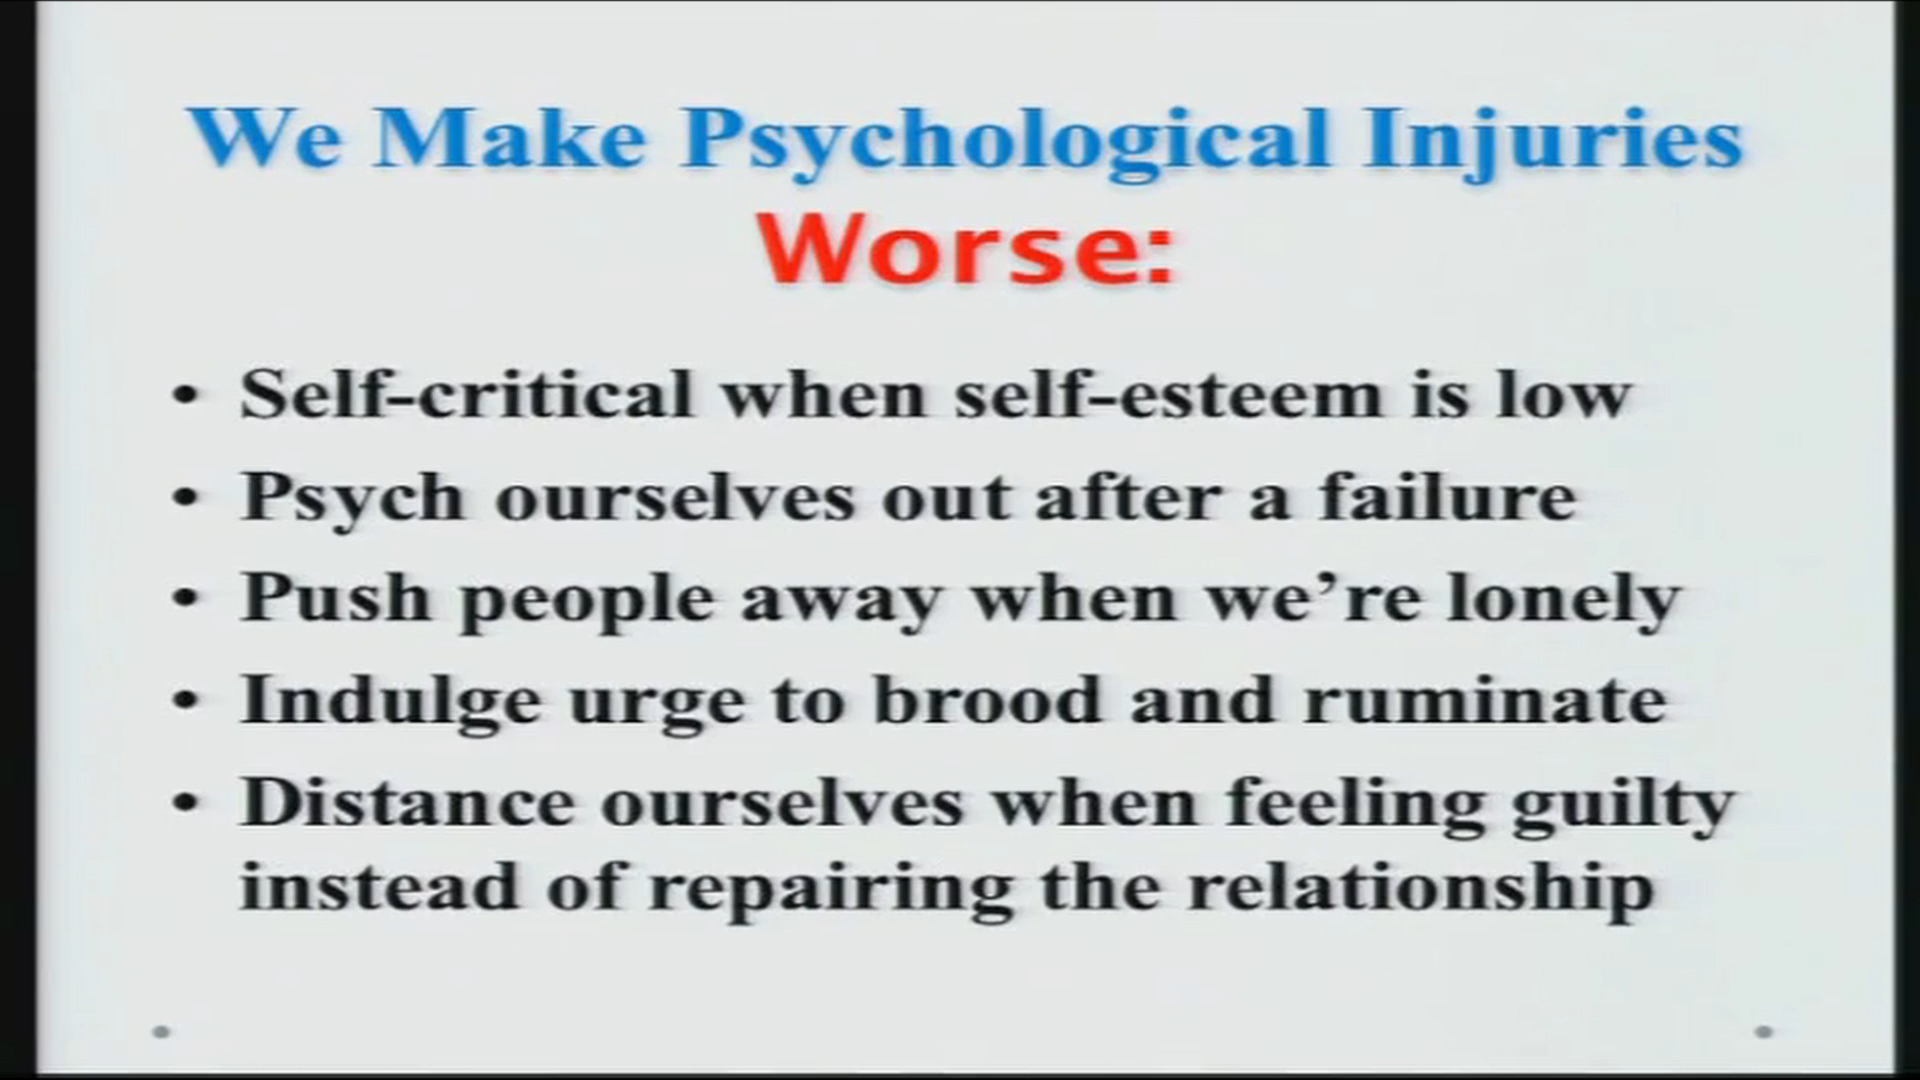 We Make Psychological Injuries
Worse:
• Self-critical when self-esteem is low
• Psych ourselves out after a failure
• Push people away when we’re lonely
• Indulge urge to brood and ruminate
• Distance ourselves when feeling guilty
instead of repairing the relationship